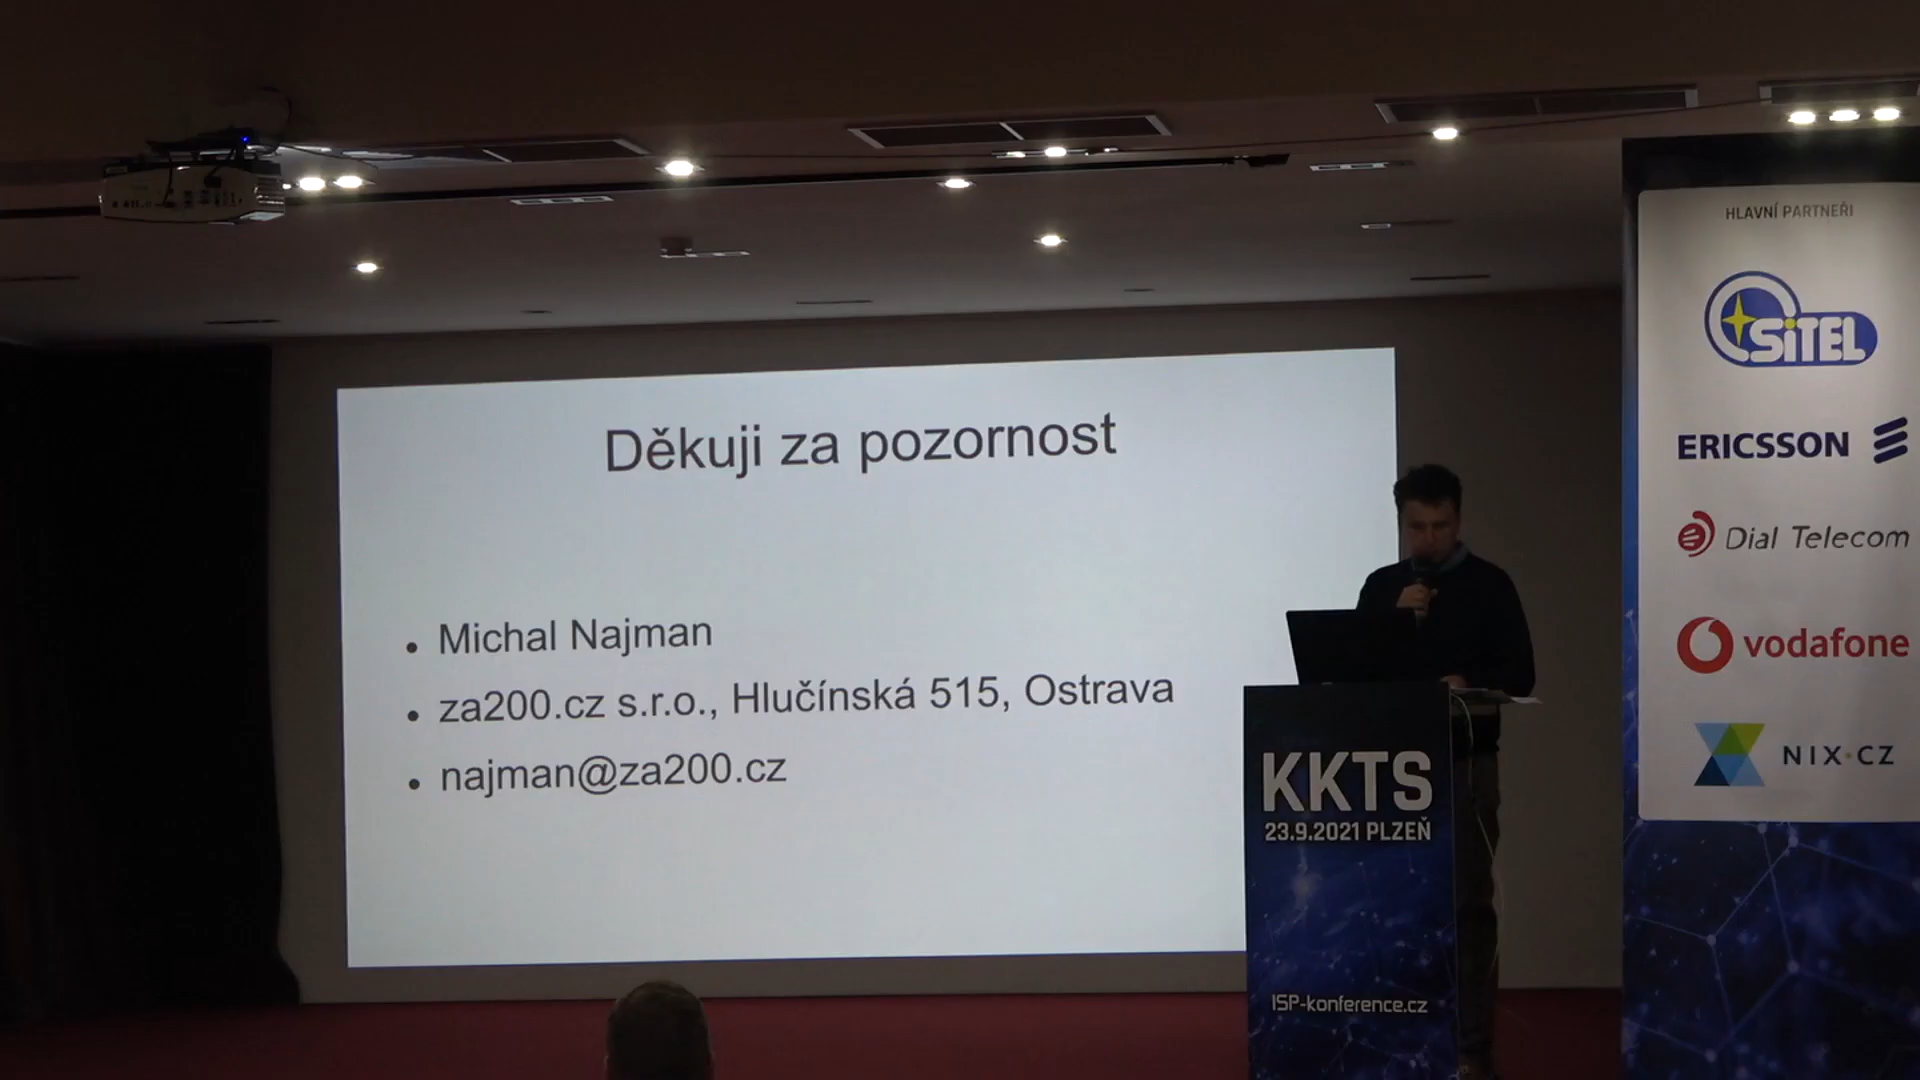 Děkuji za pozornost
Michal Najman
za200.cz s.r.o., Hlučínská 515, Ostrava
najman@za200.cz
KKTS
23.9.2021 PLZEŇ
ISP-konference.cz
HLAVNÍ PARTNEŘI
SiTEL
ERICSSON
Dial Telecom
vodafone
NIX·CZ